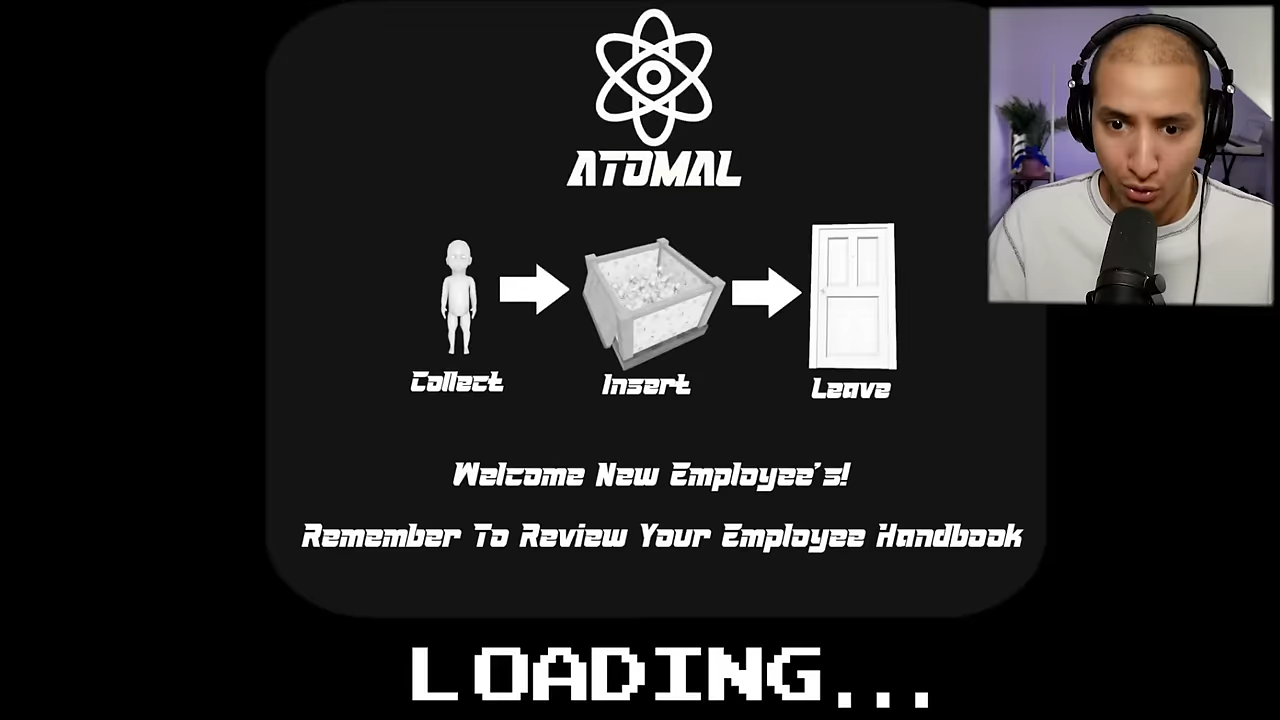 ATOMAL
Collect Insert Leave
Welcome New Employee's!
Remember To Review Your Employee Handbook
LOADING...